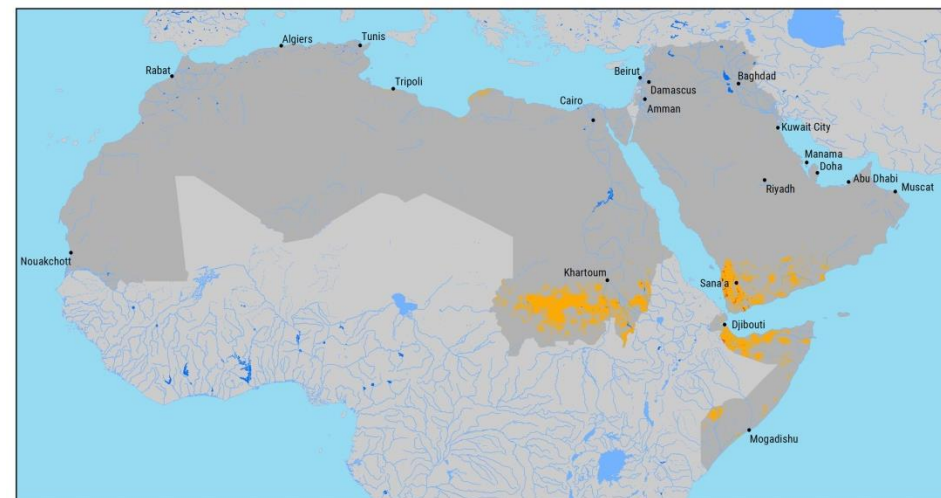 Algiers
Tunis
Rabat
Tripoli
Beirut
Baghdad
Damascus
Cairo
Amman
Kuwait City
Manama
Doha
Abu Dhabi
Riyadh
Muscat
Nouakchott
Khartoum
Sana'a
Djibouti
Mogadishu